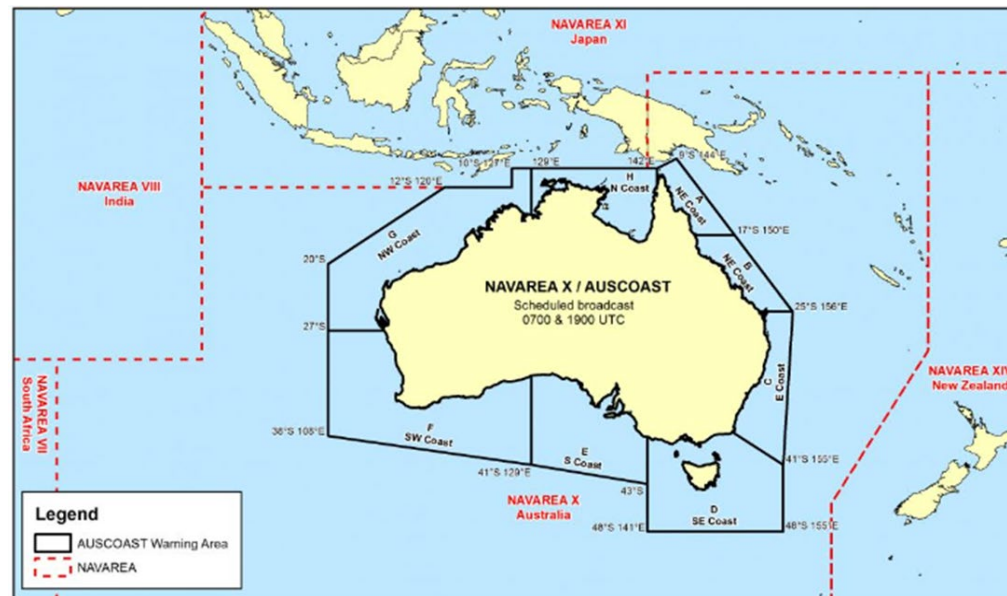 NAVAREA XI
Japan
10°S 127°E
129°E
142°E
9°S 144°E
12°S 120°E
H
N Coast
A
NE Coast
NAVAREA VIII
India
G
NW Coast
17°S 150°E
B
NE Coast
20°S
NAVAREA X / AUSCOAST
Scheduled broadcast
0700 & 1900 UTC
25°S 156°E
27°S
C
E Coast
NAVAREA VII
South Africa
NAVAREA XIV
New Zealand
38°S 108°E
F
SW Coast
41°S 129°E
E
S Coast
41°S 155°E
43°S
NAVAREA X
Australia
D
SE Coast
48°S 141°E
48°S 155°E
Legend
AUSCOAST Warning Area
NAVAREA